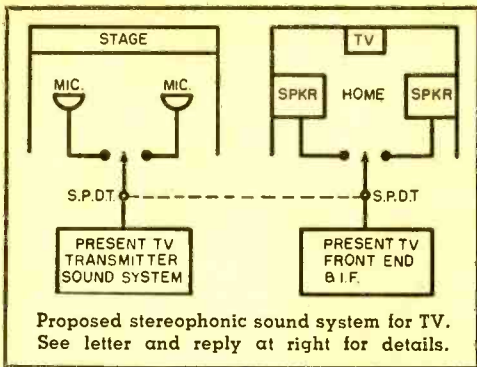 STAGE
MIC.
MIC.
S.P.D.T.
PRESENT TV
TRANSMITTER
SOUND SYSTEM
TV
SPKR
HOME
SPKR
S.P.D.T
PRESENT TV
FRONT END
& I.F.
Proposed stereophonic sound system for TV.
See letter and reply at right for details.